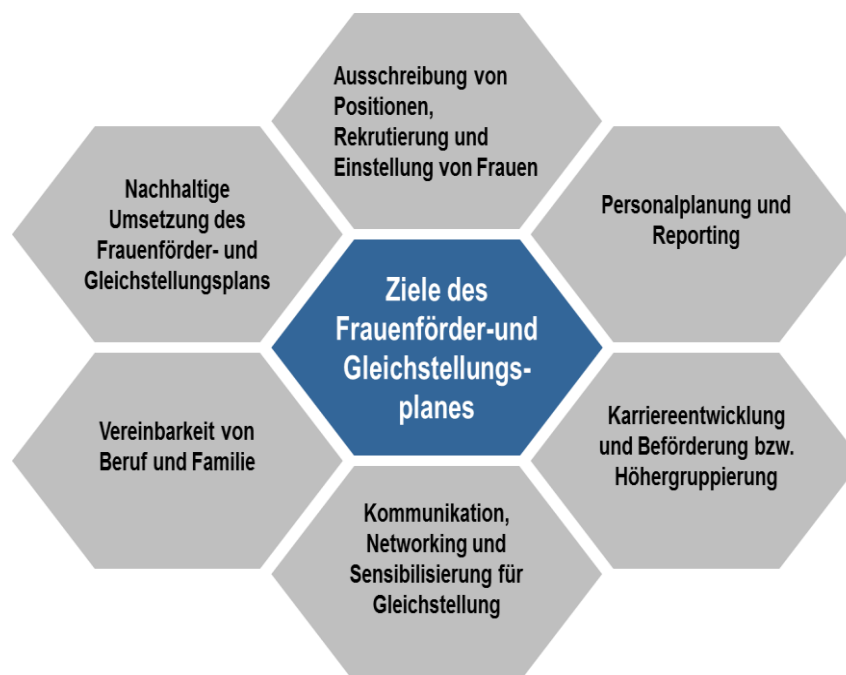 Ausschreibung von
Positionen,
Rekrutierung und
Einstellung von Frauen
Nachhaltige
Umsetzung des
Frauenförder- und
Gleichstellungsplans
Personalplanung und
Reporting
Ziele des
Frauenförder-und
Gleichstellungs-
planes
Vereinbarkeit von
Beruf und Familie
Karriereentwicklung
und Beförderung bzw.
Höhergruppierung
Kommunikation,
Networking und
Sensibilisierung für
Gleichstellung